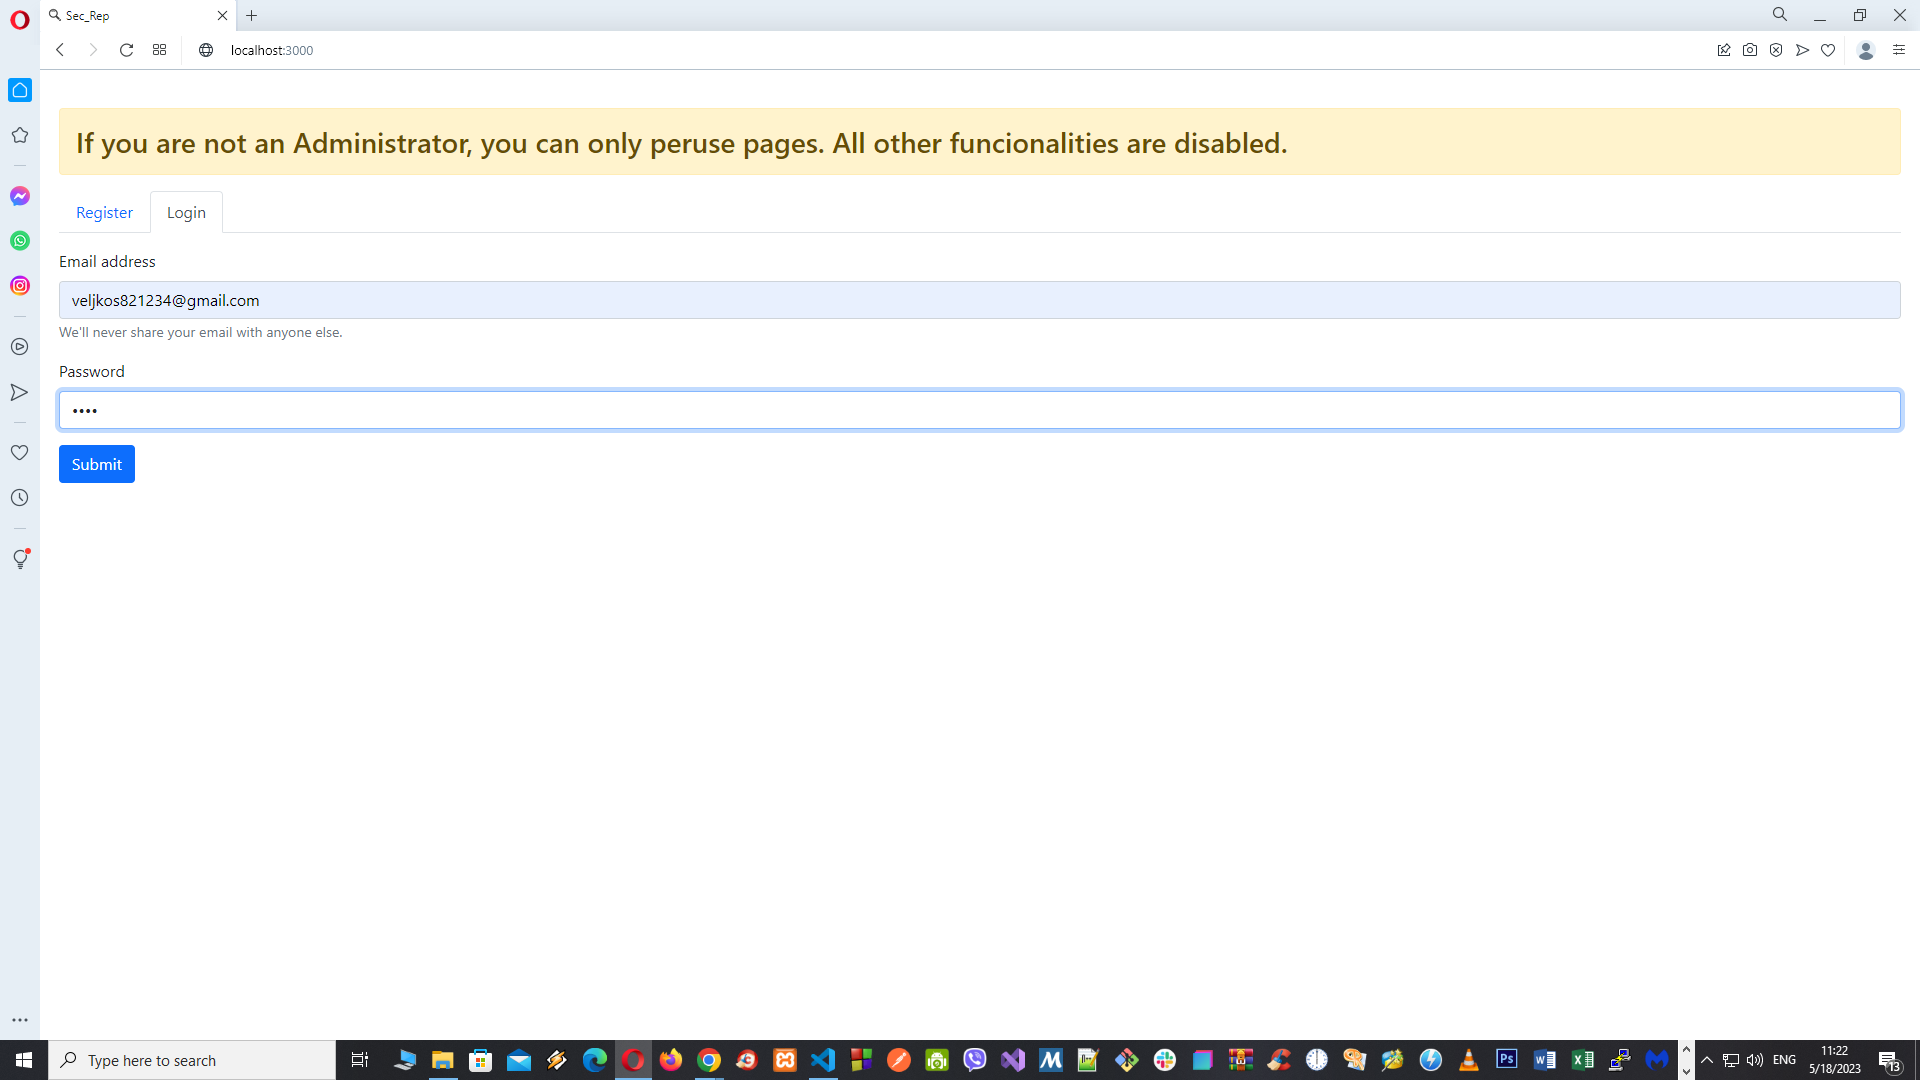 Sec_Rep
localhost:3000
If you are not an Administrator, you can only peruse pages. All other funcionalities are disabled.
Register
Login
Email address
veljkos821234@gmail.com
We'll never share your email with anyone else.
Password
••••
Submit
Type here to search
ENG
11:22
5/18/2023
13